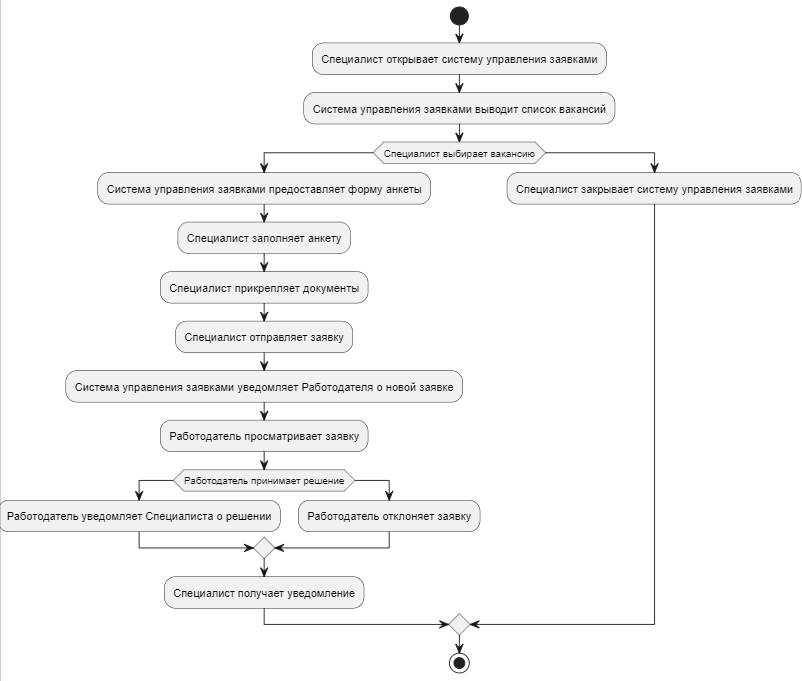 Специалист открывает систему управления заявками
Система управления заявками выводит список вакансий
Специалист выбирает вакансию
Система управления заявками предоставляет форму анкеты
Специалист закрывает систему управления заявками
Специалист заполняет анкету
Специалист прикрепляет документы
Специалист отправляет заявку
Система управления заявками уведомляет Работодателя о новой заявке
Работодатель просматривает заявку
Работодатель принимает решение
Работодатель уведомляет Специалиста о решении
Работодатель отклоняет заявку
Специалист получает уведомление